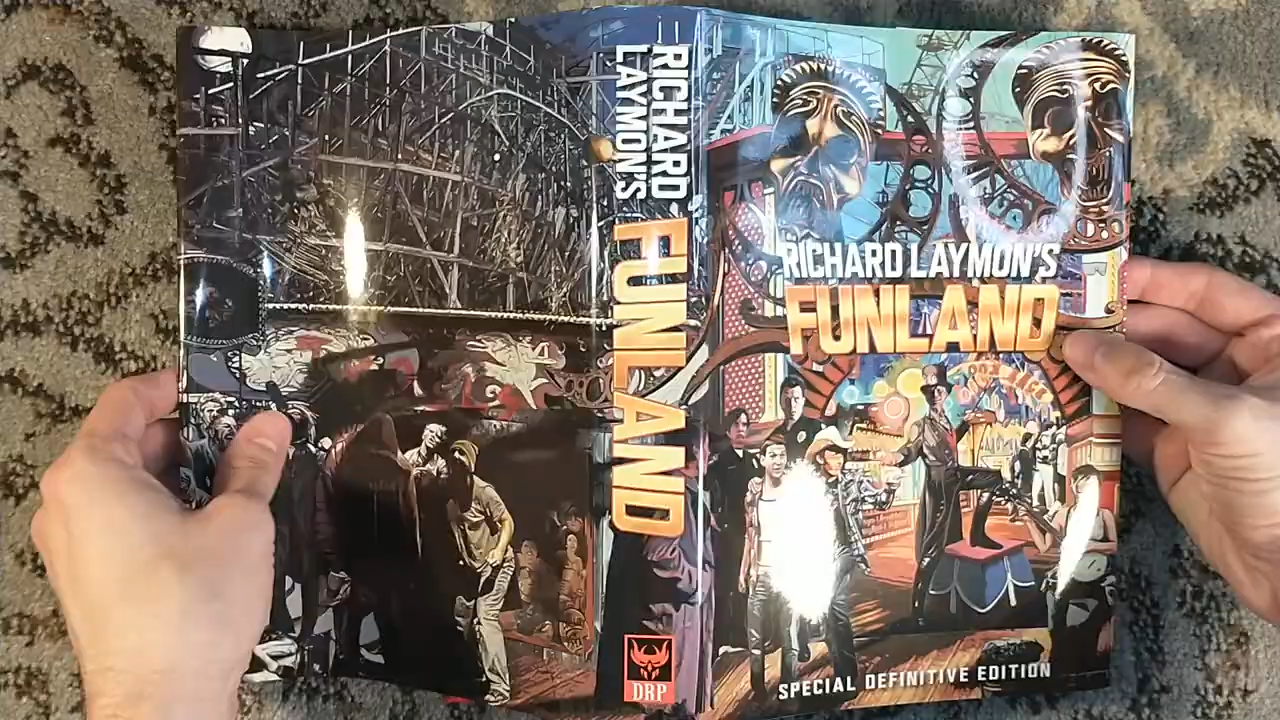 RICHARD
LAYMON'S
FUNLAND
DRP
RICHARD LAYMON'S
FUNLAND
SPECIAL DEFINITIVE EDITION